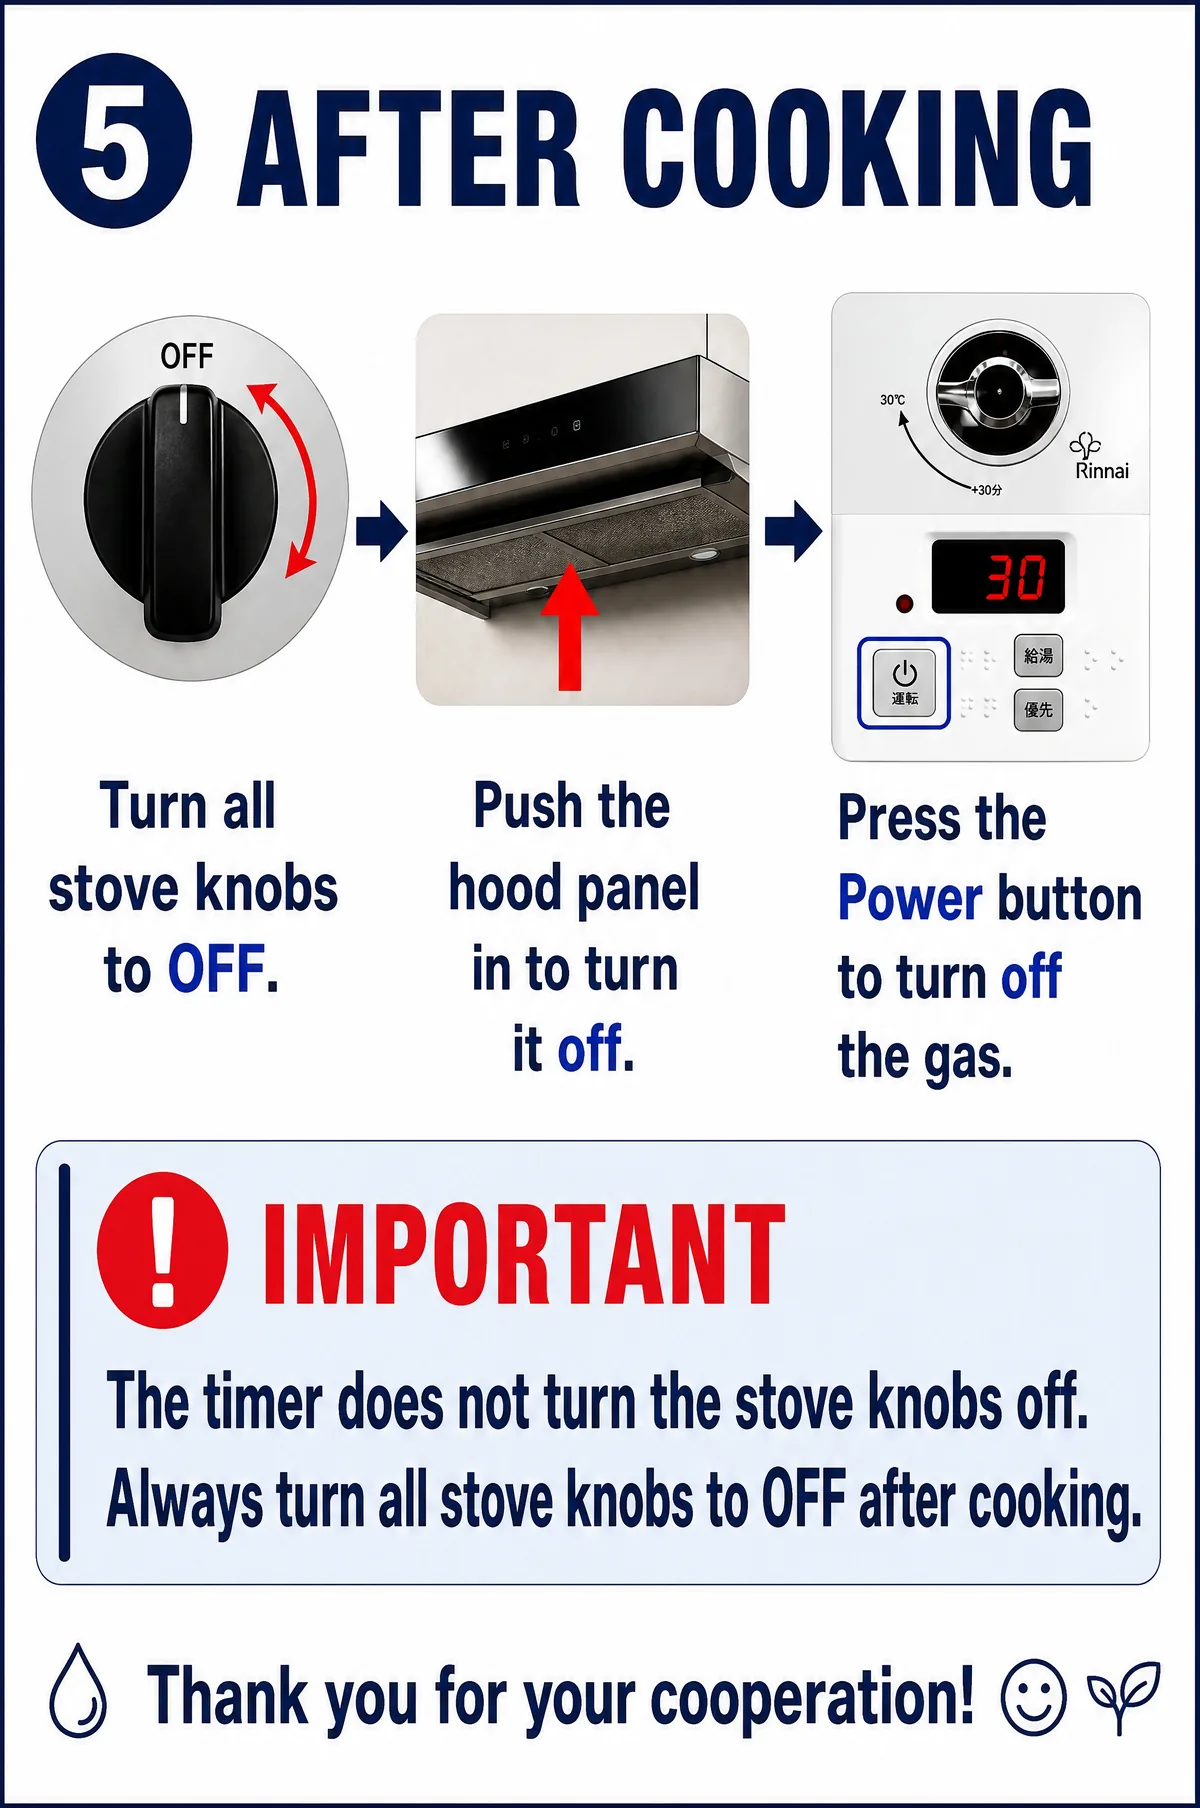 5 AFTER COOKING
OFF
30℃
+30分
Rinnai
30
運転
給湯
優先
Turn all
stove knobs
to OFF.
Push the
hood panel
in to turn
it off.
Press the
Power button
to turn off
the gas.
! IMPORTANT
The timer does not turn the stove knobs off.
Always turn all stove knobs to OFF after cooking.
Thank you for your cooperation!